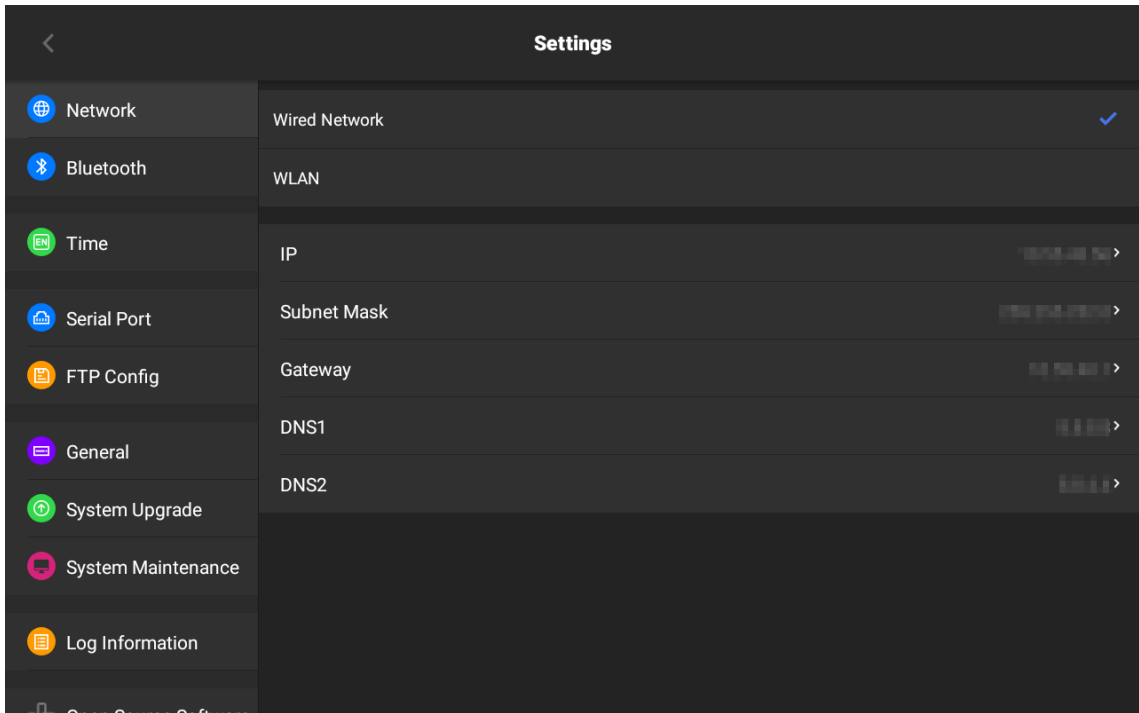 Settings
Network
Bluetooth
Time
Serial Port
FTP Config
General
System Upgrade
System Maintenance
Log Information
Wired Network
WLAN
IP
Subnet Mask
Gateway
DNS1
DNS2